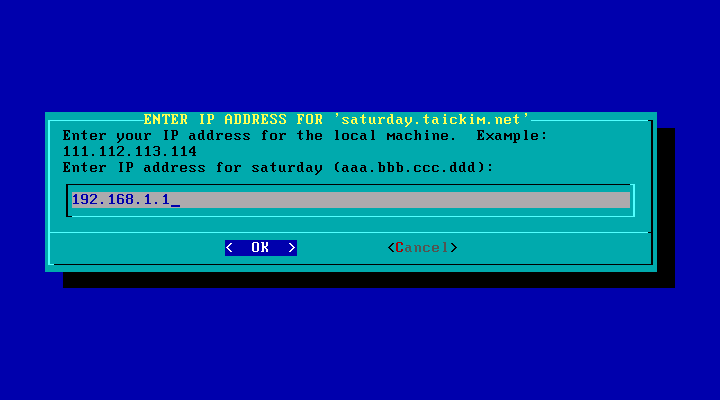 ENTER IP ADDRESS FOR 'saturday.taickim.net'
Enter your IP address for the local machine.  Example:
111.112.113.114
Enter IP address for saturday (aaa.bbb.ccc.ddd):
192.168.1.1_
<  OK  > <Cancel>